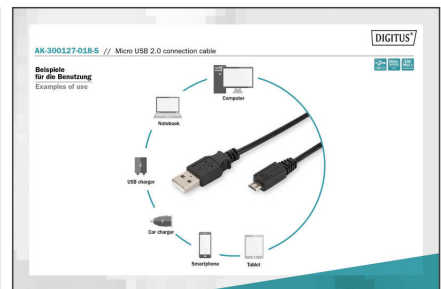 DIGITUS®
AK-300127-018-S // Micro USB 2.0 connection cable
Beispiele
für die Benutzung
Examples of use
Computer
Notebook
USB charger
Car charger
Smartphone
Tablet